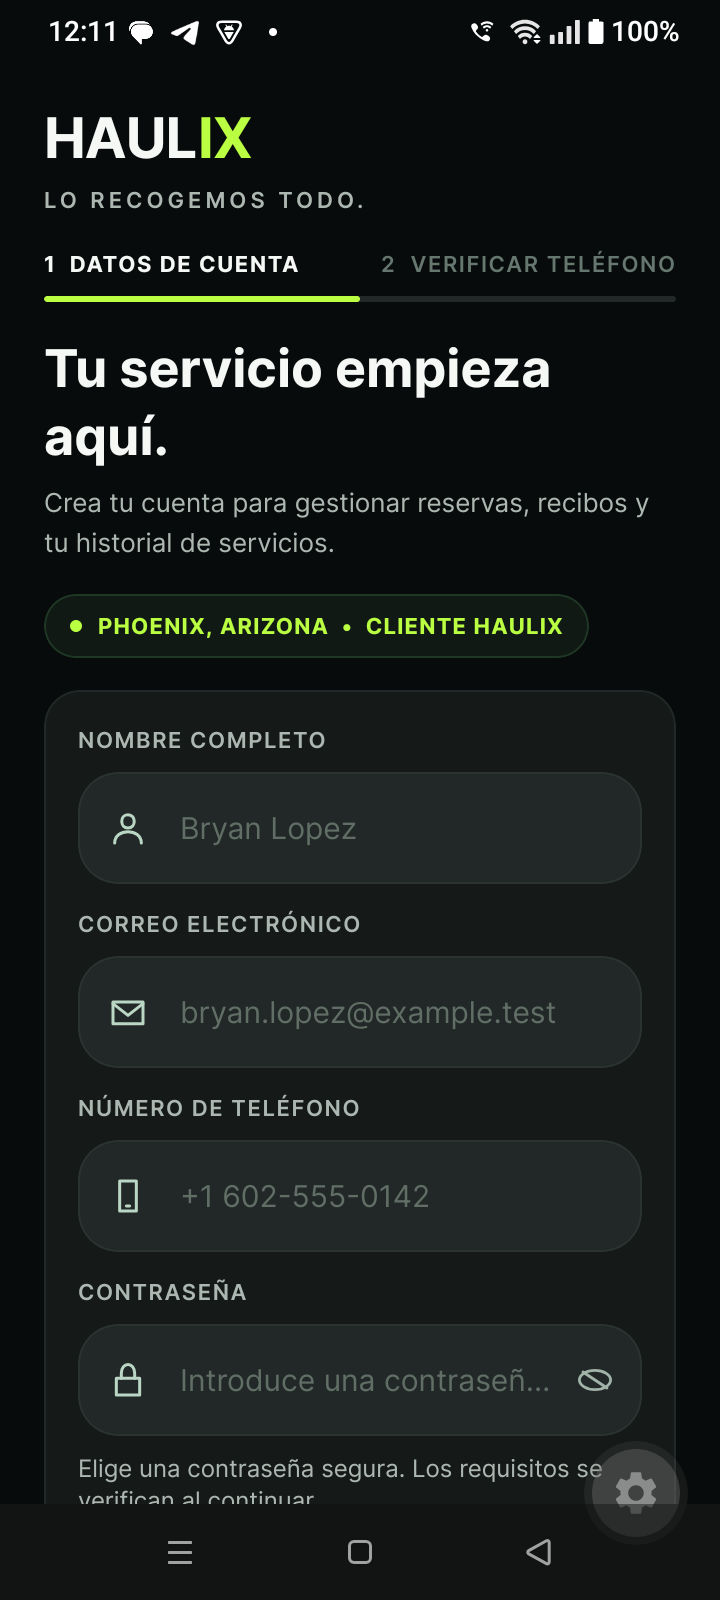 12:11
100%
HAULIX
LO RECOGEMOS TODO.
1 DATOS DE CUENTA
2 VERIFICAR TELÉFONO
Tu servicio empieza
aquí.
Crea tu cuenta para gestionar reservas, recibos y
tu historial de servicios.
PHOENIX, ARIZONA • CLIENTE HAULIX
NOMBRE COMPLETO
Bryan Lopez
CORREO ELECTRÓNICO
bryan.lopez@example.test
NÚMERO DE TELÉFONO
+1 602-555-0142
CONTRASEÑA
Introduce una contraseñ...
Elige una contraseña segura. Los requisitos se
verifican al continuar